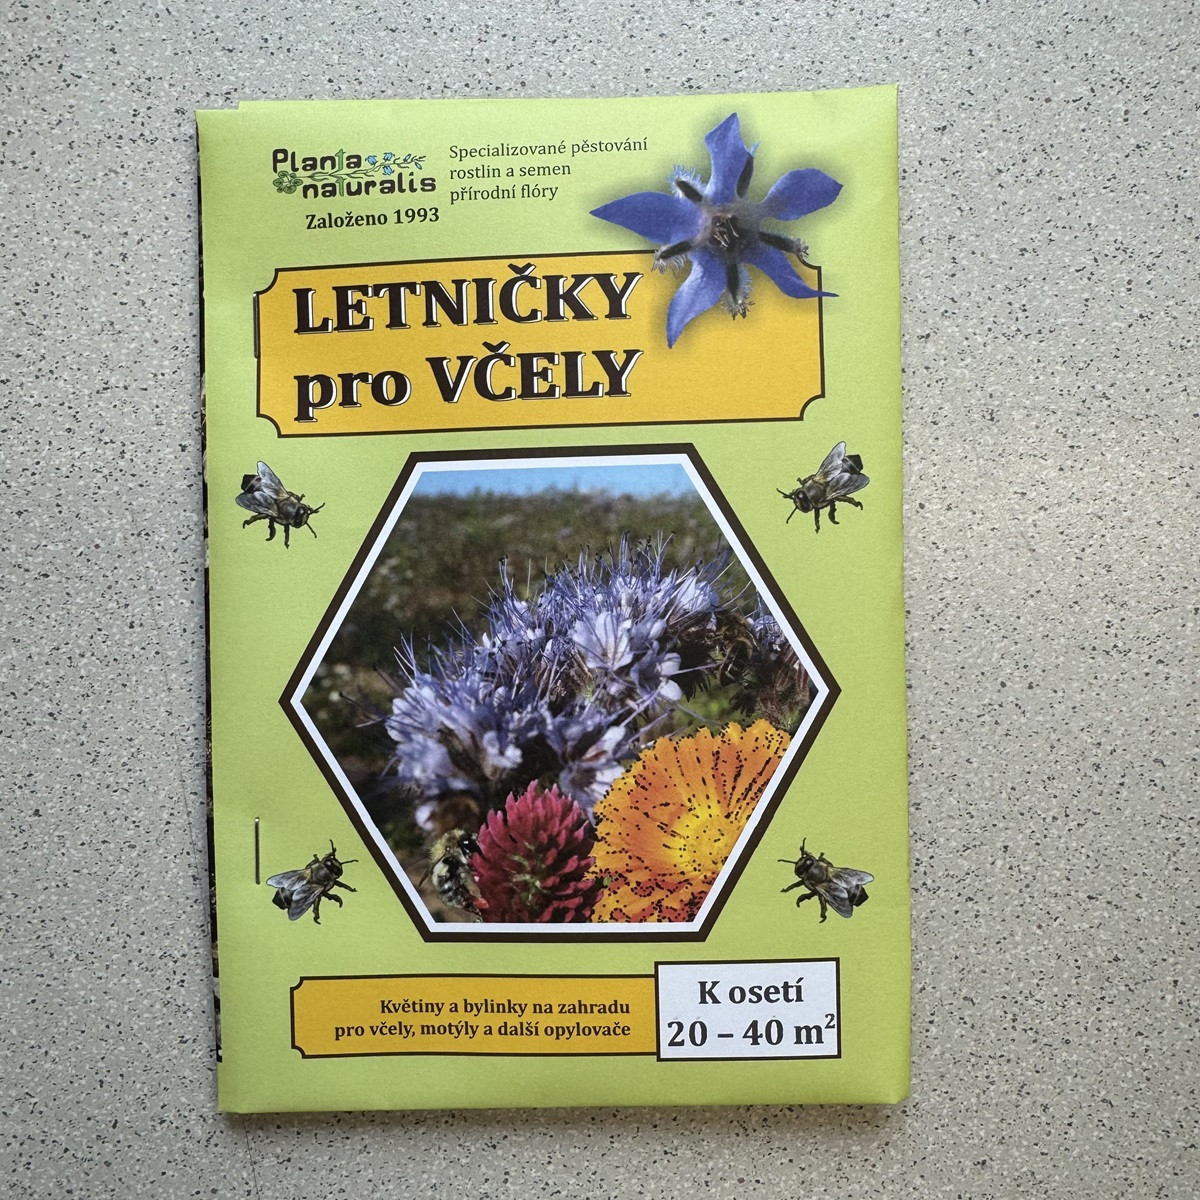 Planta
naturalis
Založeno 1993
Specializované pěstování
rostlin a semen
přírodní flóry
LETNIČKY
pro VČELY
Květiny a bylinky na zahradu
pro včely, motýly a další opylovače
K osetí
20 – 40 m²